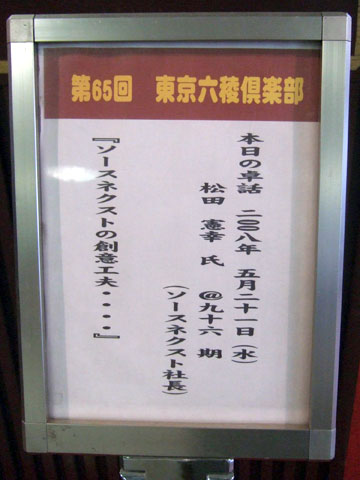 第65回　東京六稜倶楽部
本日の卓話　二〇〇八年　五月二十一日（水）
松田　憲幸　氏　＠九十六　期
（ソースネクスト社長）
『ソースネクストの創意工夫・・・・』